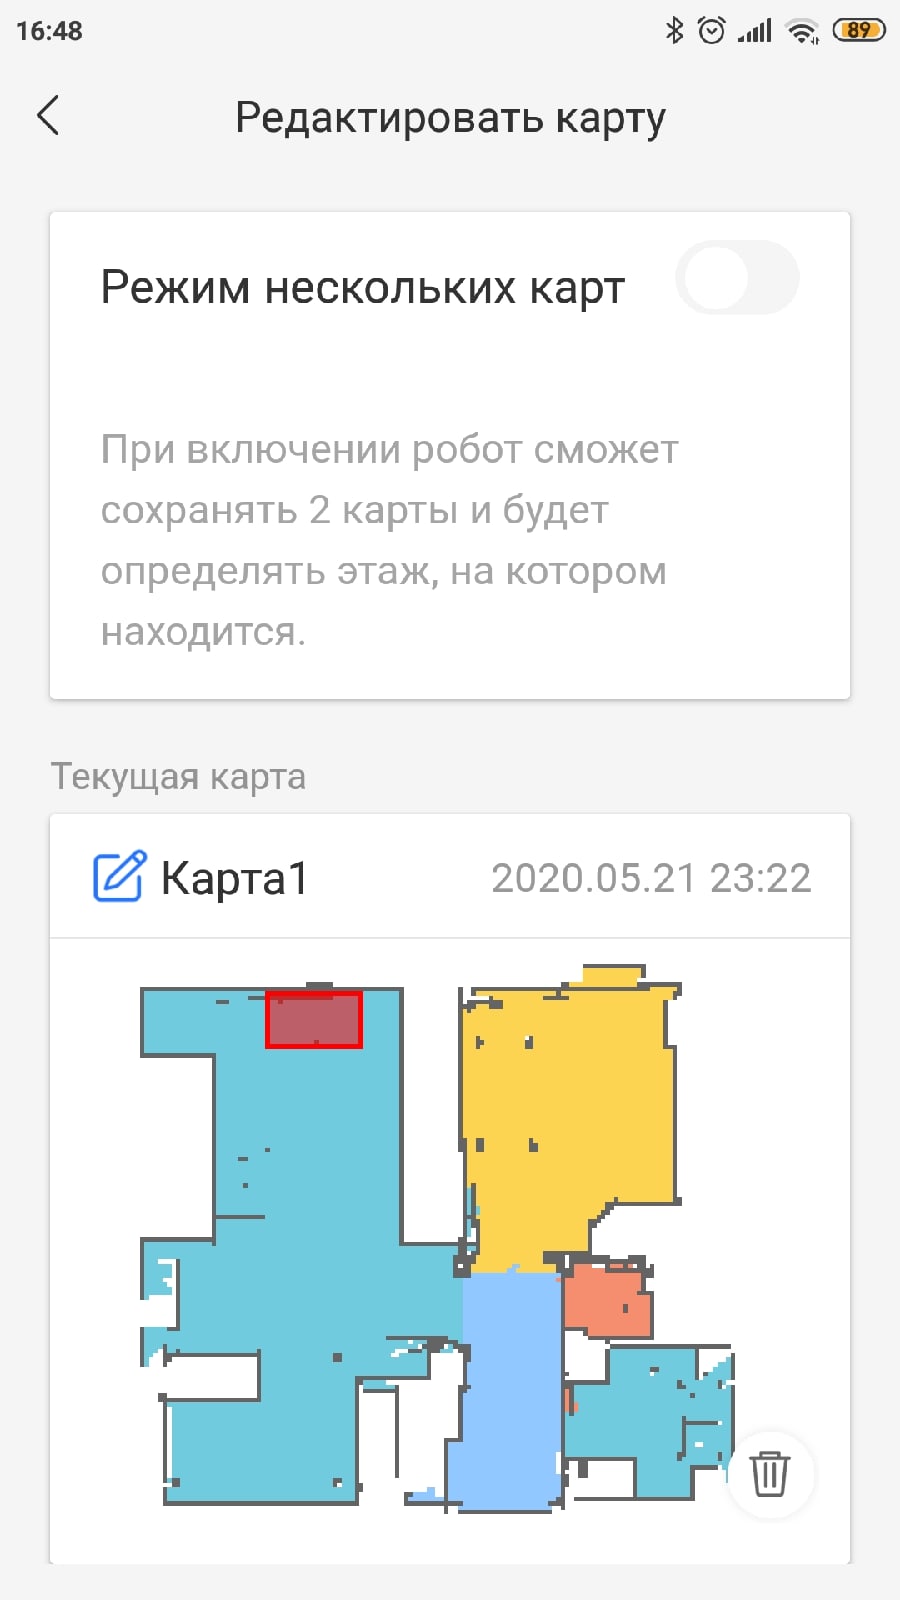 16:48
89
Редактировать карту
Режим нескольких карт
При включении робот сможет
сохранять 2 карты и будет
определять этаж, на котором
находится.
Текущая карта
Карта1 2020.05.21 23:22